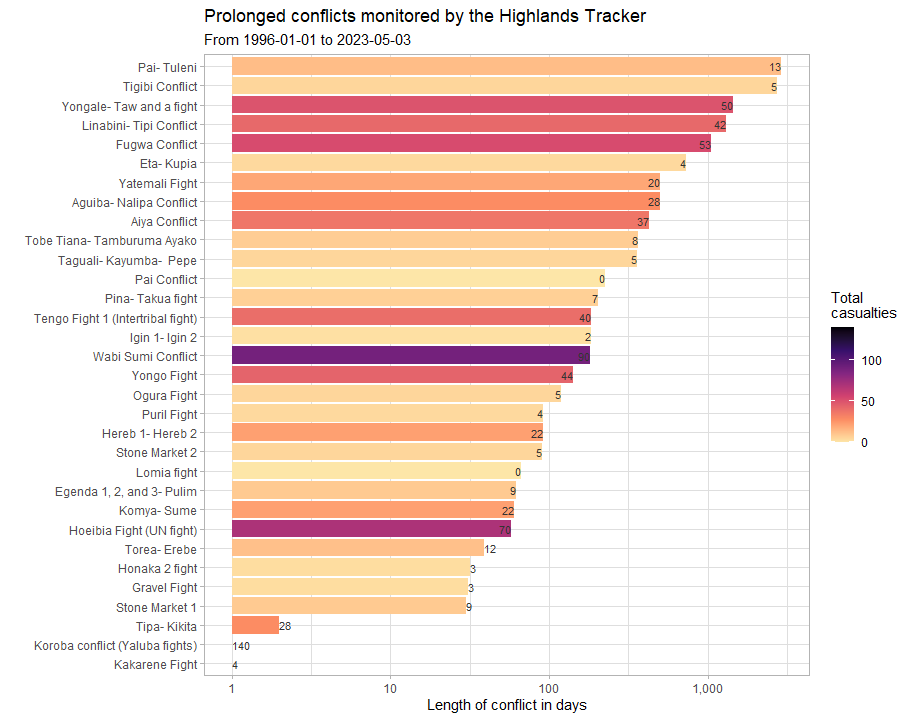 Prolonged conflicts monitored by the Highlands Tracker
From 1996-01-01 to 2023-05-03
Pai- Tuleni 13
Tigibi Conflict 5
Yongale- Taw and a fight 50
Linabini- Tipi Conflict 42
Fugwa Conflict 53
Eta- Kupia 4
Yatemali Fight 20
Aguiba- Nalipa Conflict 28
Aiya Conflict 37
Tobe Tiana- Tamburuma Ayako 8
Taguali- Kayumba- Pepe 5
Pai Conflict 0
Pina- Takua fight 7
Tengo Fight 1 (Intertribal fight) 40
Igin 1- Igin 2 2
Wabi Sumi Conflict
Yongo Fight 44
Ogura Fight 5
Puril Fight 4
Hereb 1- Hereb 2 22
Stone Market 2 5
Lomia fight 0
Egenda 1, 2, and 3- Pulim 9
Komya- Sume 22
Hoeibia Fight (UN fight) 70
Torea- Erebe 12
Honaka 2 fight 3
Gravel Fight 3
Stone Market 1 9
Tipa- Kikita 28
Koroba conflict (Yaluba fights) 140
Kakarene Fight 4
1 10 100 1,000
Length of conflict in days
Total
casualties
100
50
0